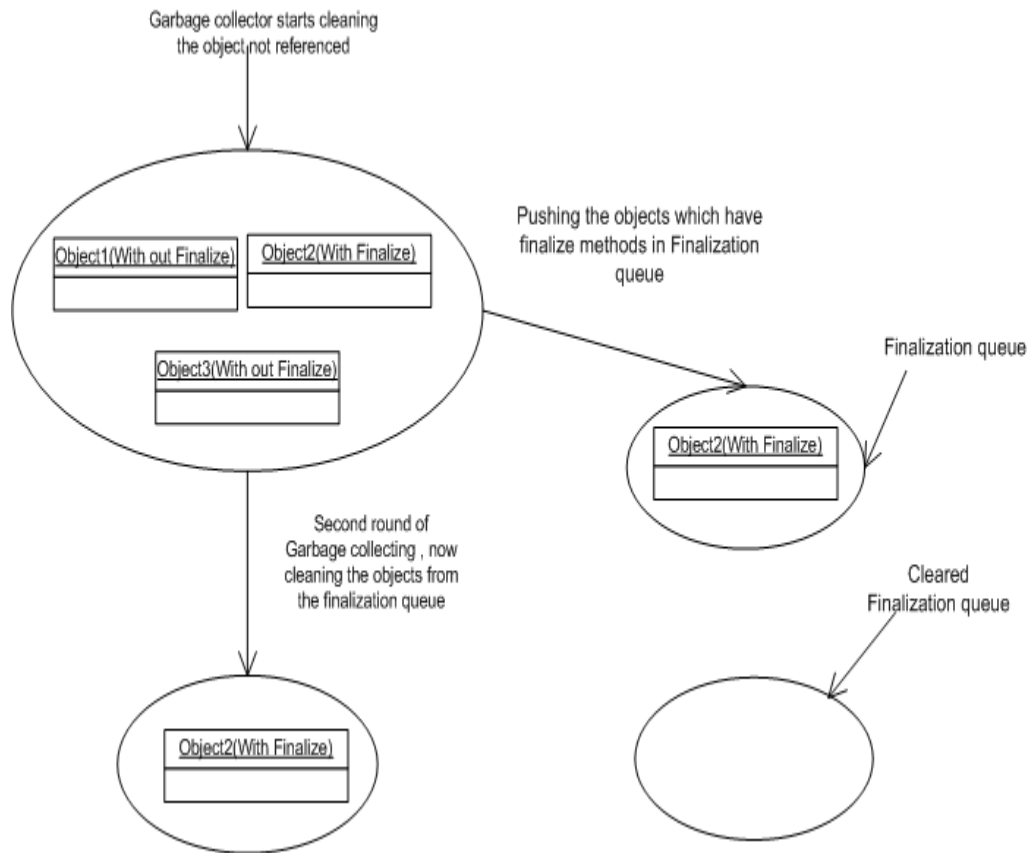 Garbage collector starts cleaning
the object not referenced
Object1(With out Finalize)
Object2(With Finalize)
Object3(With out Finalize)
Pushing the objects which have
finalize methods in Finalization
queue
Finalization queue
Object2(With Finalize)
Second round of
Garbage collecting , now
cleaning the objects from
the finalization queue
Cleared
Finalization queue
Object2(With Finalize)